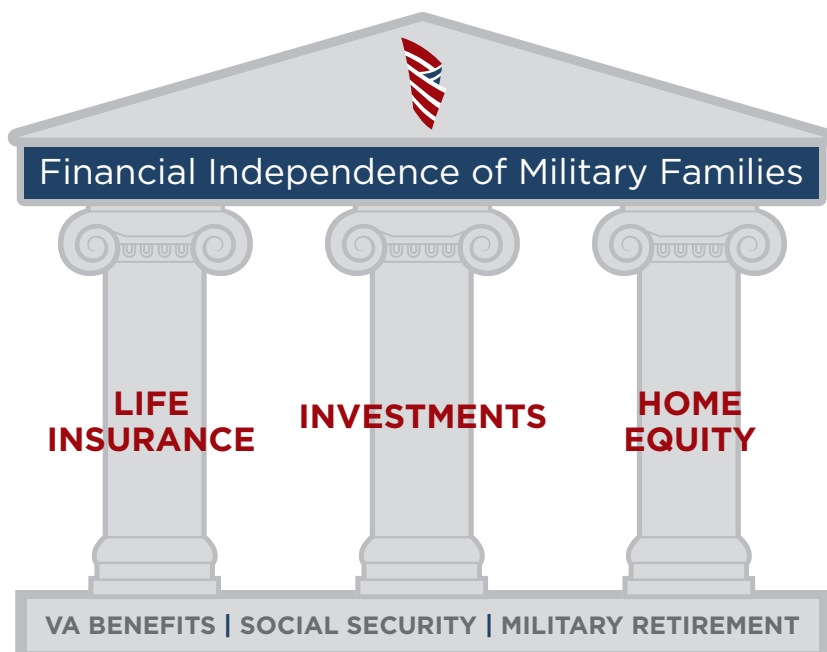 Financial Independence of Military Families
LIFE
INSURANCE
INVESTMENTS
HOME
EQUITY
VA BENEFITS | SOCIAL SECURITY | MILITARY RETIREMENT